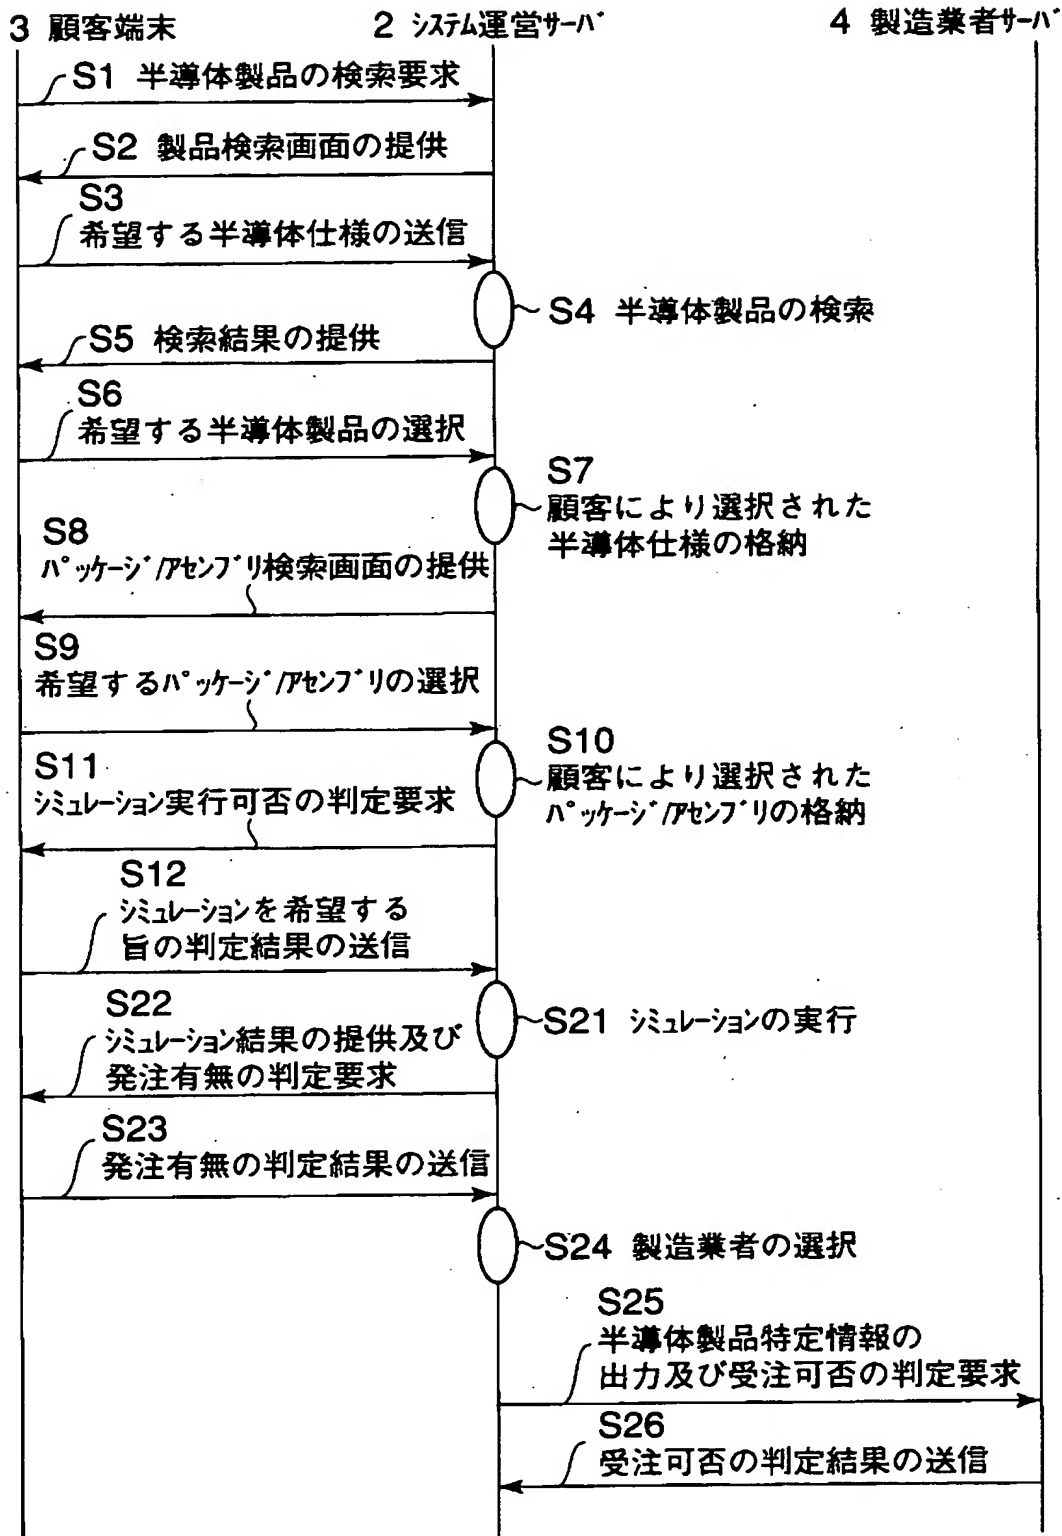 3 顧客端末
2 システム運営サーバ
4 製造業者サーバ
S1 半導体製品の検索要求
S2 製品検索画面の提供
S3
希望する半導体仕様の送信
S4 半導体製品の検索
S5 検索結果の提供
S6
希望する半導体製品の選択
S7
顧客により選択された
半導体仕様の格納
S8
パッケージ/アセンブリ検索画面の提供
S9
希望するパッケージ/アセンブリの選択
S10
顧客により選択された
パッケージ/アセンブリの格納
S11
シミュレーション実行可否の判定要求
S12
シミュレーションを希望する
旨の判定結果の送信
S21 シミュレーションの実行
S22
シミュレーション結果の提供及び
発注有無の判定要求
S23
発注有無の判定結果の送信
S24 製造業者の選択
S25
半導体製品特定情報の
出力及び受注可否の判定要求
S26
受注可否の判定結果の送信